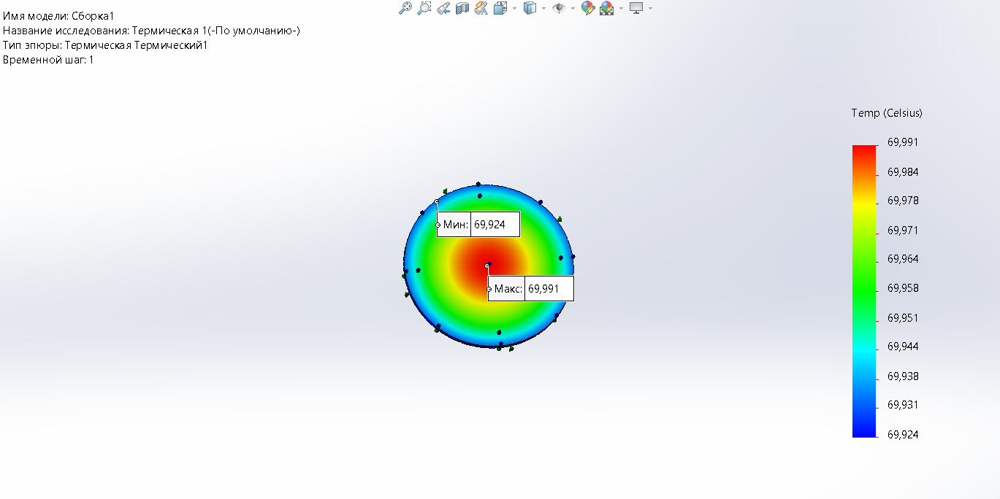 Имя модели: Сборка1
Название исследования: Термическая 1(-По умолчанию-)
Тип эпюры: Термическая Термический1
Временной шаг: 1
Temp (Celsius)
69,991
69,984
69,978
69,971
69,964
69,958
69,951
69,944
69,938
69,931
69,924
Мин: 69,924
Макс: 69,991